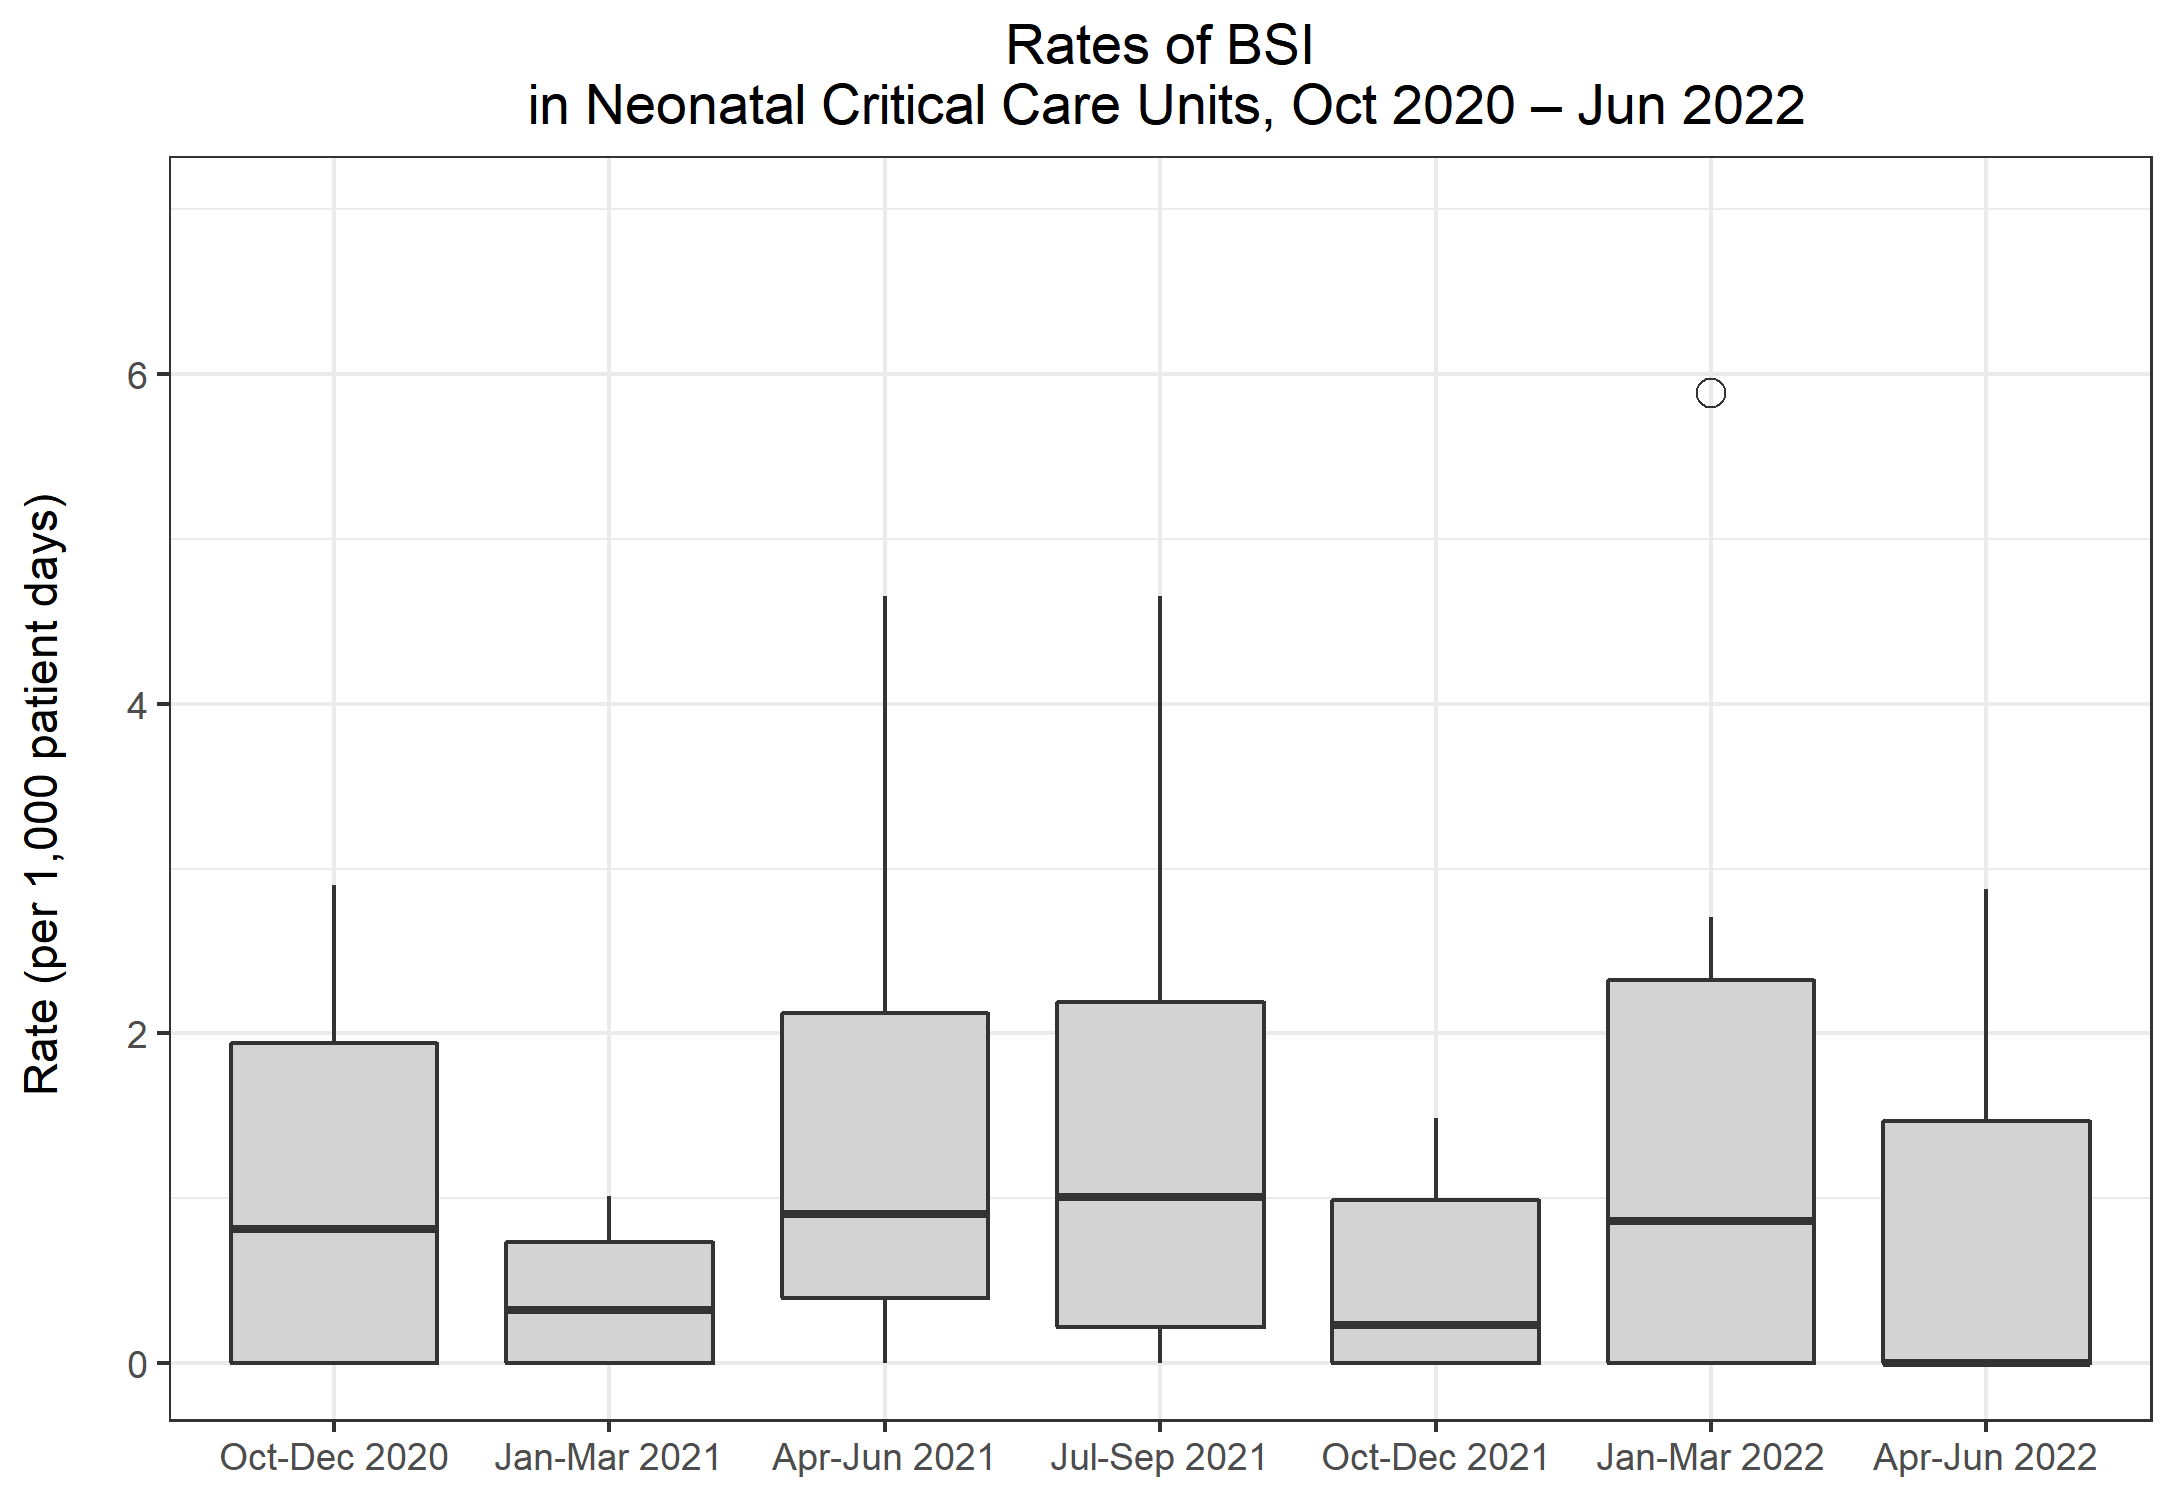 Rates of BSI
in Neonatal Critical Care Units, Oct 2020 – Jun 2022
Rate (per 1,000 patient days)
6
4
2
0
Oct-Dec 2020 Jan-Mar 2021 Apr-Jun 2021 Jul-Sep 2021 Oct-Dec 2021 Jan-Mar 2022 Apr-Jun 2022